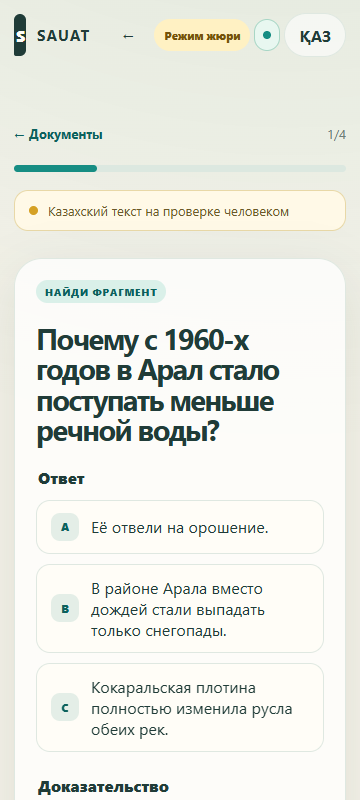 S SAUAT ← Режим жюри ҚАЗ
← Документы 1/4
Казахский текст на проверке человеком
НАЙДИ ФРАГМЕНТ
Почему с 1960-х
годов в Арал стало
поступать меньше
речной воды?
Ответ
A Её отвели на орошение.
B В районе Арала вместо
дождей стали выпадать
только снегопады.
C Кокаральская плотина
полностью изменила русла
обеих рек.
Доказательство